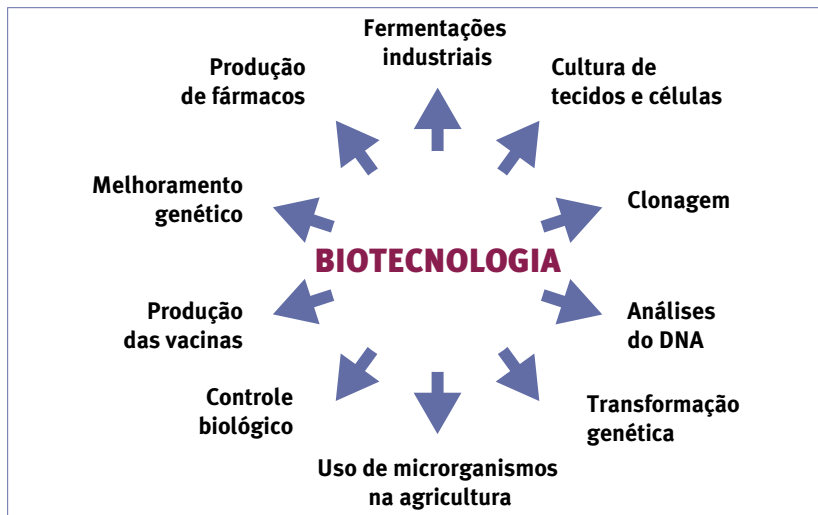 Fermentações
industriais
Cultura de
tecidos e células
Clonagem
Análises
do DNA
Transformação
genética
Uso de microrganismos
na agricultura
Controle
biológico
Produção
das vacinas
Melhoramento
genético
Produção
de fármacos
BIOTECNOLOGIA